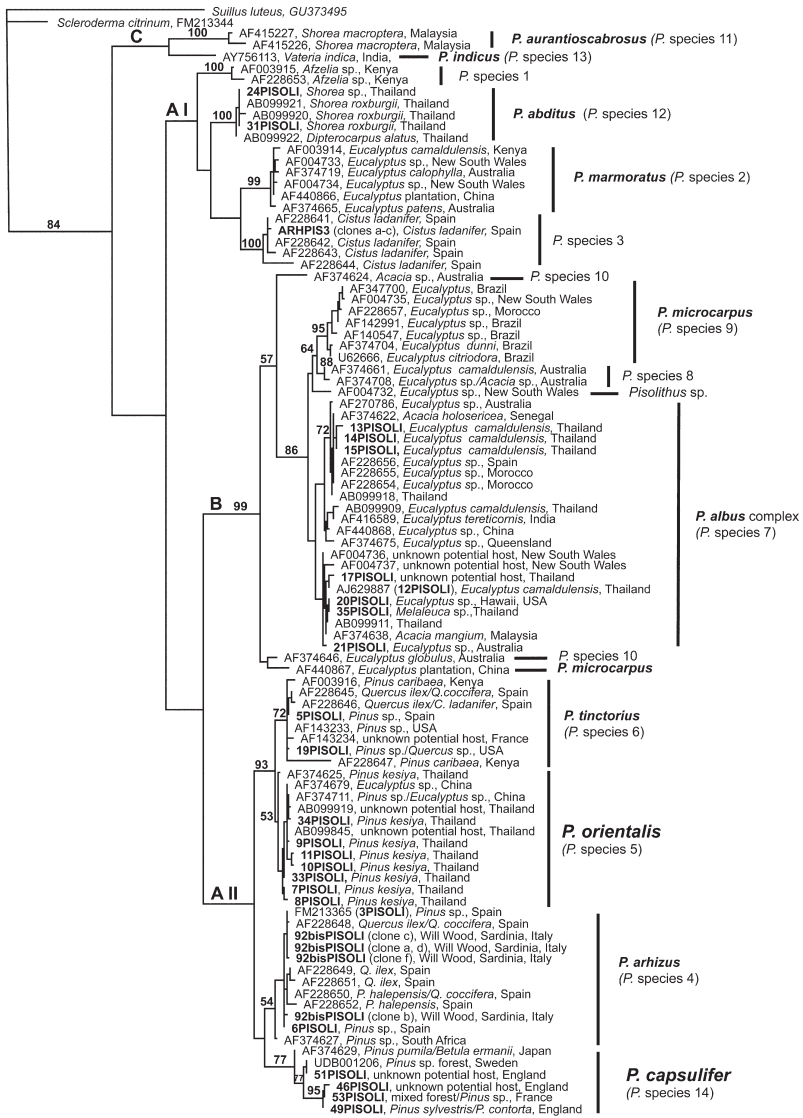 Suillus luteus, GU373495
Scleroderma citrinum, FM213344
C
100
AF415227, Shorea macroptera, Malaysia
AF415226, Shorea macroptera, Malaysia
P. aurantioscabrosus (P. species 11)
AY756113, Vateria indica, India,
P. indicus (P. species 13)
100
AF003915, Afzelia sp., Kenya
AF228653, Afzelia sp., Kenya
P. species 1
A I
24PISOLI, Shorea sp., Thailand
AB099921, Shorea roxburgii, Thailand
100
AB099920, Shorea roxburgii, Thailand
31PISOLI, Shorea roxburgii, Thailand
AB099922, Dipterocarpus alatus, Thailand
P. abditus (P. species 12)
AF003914, Eucalyptus camaldulensis, Kenya
AF004733, Eucalyptus sp., New South Wales
AF374719, Eucalyptus calophylla, Australia
99
AF004734, Eucalyptus sp., New South Wales
AF440866, Eucalyptus plantation, China
AF374665, Eucalyptus patens, Australia
P. marmoratus (P. species 2)
84
AF228641, Cistus ladanifer, Spain
ARHPIS3 (clones a-c), Cistus ladanifer, Spain
100
AF228642, Cistus ladanifer, Spain
AF228643, Cistus ladanifer, Spain
AF228644, Cistus ladanifer, Spain
P. species 3
AF374624, Acacia sp., Australia
P. species 10
AF347700, Eucalyptus, Brazil
AF004735, Eucalyptus sp., New South Wales
AF228657, Eucalyptus sp., Morocco
AF142991, Eucalyptus sp., Brazil
95
AF140547, Eucalyptus sp., Brazil
64
AF374704, Eucalyptus dunni, Brazil
88
U62666, Eucalyptus citriodora, Brazil
P. microcarpus
(P. species 9)
57
AF374661, Eucalyptus camaldulensis, Australia
AF374708, Eucalyptus sp./Acacia sp., Australia
P. species 8
AF004732, Eucalyptus sp., New South Wales
Pisolithus sp.
AF270786, Eucalyptus sp., Australia
AF374622, Acacia holosericea, Senegal
72
13PISOLI, Eucalyptus camaldulensis, Thailand
14PISOLI, Eucalyptus camaldulensis, Thailand
86
15PISOLI, Eucalyptus camaldulensis, Thailand
AF228656, Eucalyptus sp., Spain
AF228655, Eucalyptus sp., Morocco
AF228654, Eucalyptus sp., Morocco
AB099918, Thailand
B
99
AB099909, Eucalyptus camaldulensis, Thailand
AF416589, Eucalyptus tereticornis, India
AF440868, Eucalyptus sp., China
AF374675, Eucalyptus sp., Queensland
P. albus complex
(P. species 7)
AF004736, unknown potential host, New South Wales
AF004737, unknown potential host, New South Wales
17PISOLI, unknown potential host, Thailand
AJ629887 (12PISOLI), Eucalyptus camaldulensis, Thailand
20PISOLI, Eucalyptus sp., Hawaii, USA
35PISOLI, Melaleuca sp.,Thailand
AB099911, Thailand
AF374638, Acacia mangium, Malaysia
21PISOLI, Eucalyptus sp., Australia
AF374646, Eucalyptus globulus, Australia
P. species 10
AF440867, Eucalyptus plantation, China
P. microcarpus
AF003916, Pinus caribaea, Kenya
AF228645, Quercus ilex/Q.coccifera, Spain
AF228646, Quercus ilex/C. ladanifer, Spain
72
5PISOLI, Pinus sp., Spain
AF143233, Pinus sp., USA
AF143234, unknown potential host, France
19PISOLI, Pinus sp./Quercus sp., USA
AF228647, Pinus caribaea, Kenya
P. tinctorius
(P. species 6)
93
AF374625, Pinus kesiya, Thailand
AF374679, Eucalyptus sp., China
AF374711, Pinus sp./Eucalyptus sp., China
AB099919, unknown potential host, Thailand
53
34PISOLI, Pinus kesiya, Thailand
AB099845, unknown potential host, Thailand
9PISOLI, Pinus kesiya, Thailand
11PISOLI, Pinus kesiya, Thailand
10PISOLI, Pinus kesiya, Thailand
33PISOLI, Pinus kesiya, Thailand
7PISOLI, Pinus kesiya, Thailand
8PISOLI, Pinus kesiya, Thailand
P. orientalis
(P. species 5)
A II
FM213365 (3PISOLI), Pinus sp., Spain
AF228648, Quercus ilex/Q. coccifera, Spain
92bisPISOLI (clone c), Will Wood, Sardinia, Italy
92bisPISOLI (clone a, d), Will Wood, Sardinia, Italy
92bisPISOLI (clone f), Will Wood, Sardinia, Italy
AF228649, Q. ilex, Spain
AF228651, Q. ilex, Spain
AF228650, P. halepensis/Q. coccifera, Spain
54
AF228652, P. halepensis, Spain
92bisPISOLI (clone b), Will Wood, Sardinia, Italy
6PISOLI, Pinus sp., Spain
AF374627, Pinus sp., South Africa
P. arhizus
(P. species 4)
AF374629, Pinus pumila/Betula ermanii, Japan
77
UDB001206, Pinus sp. forest, Sweden
77
51PISOLI, unknown potential host, England
46PISOLI, unknown potential host, England
95
53PISOLI, mixed forest/Pinus sp., France
49PISOLI, Pinus sylvestris/P. contorta, England
P. capsulifer
(P. species 14)